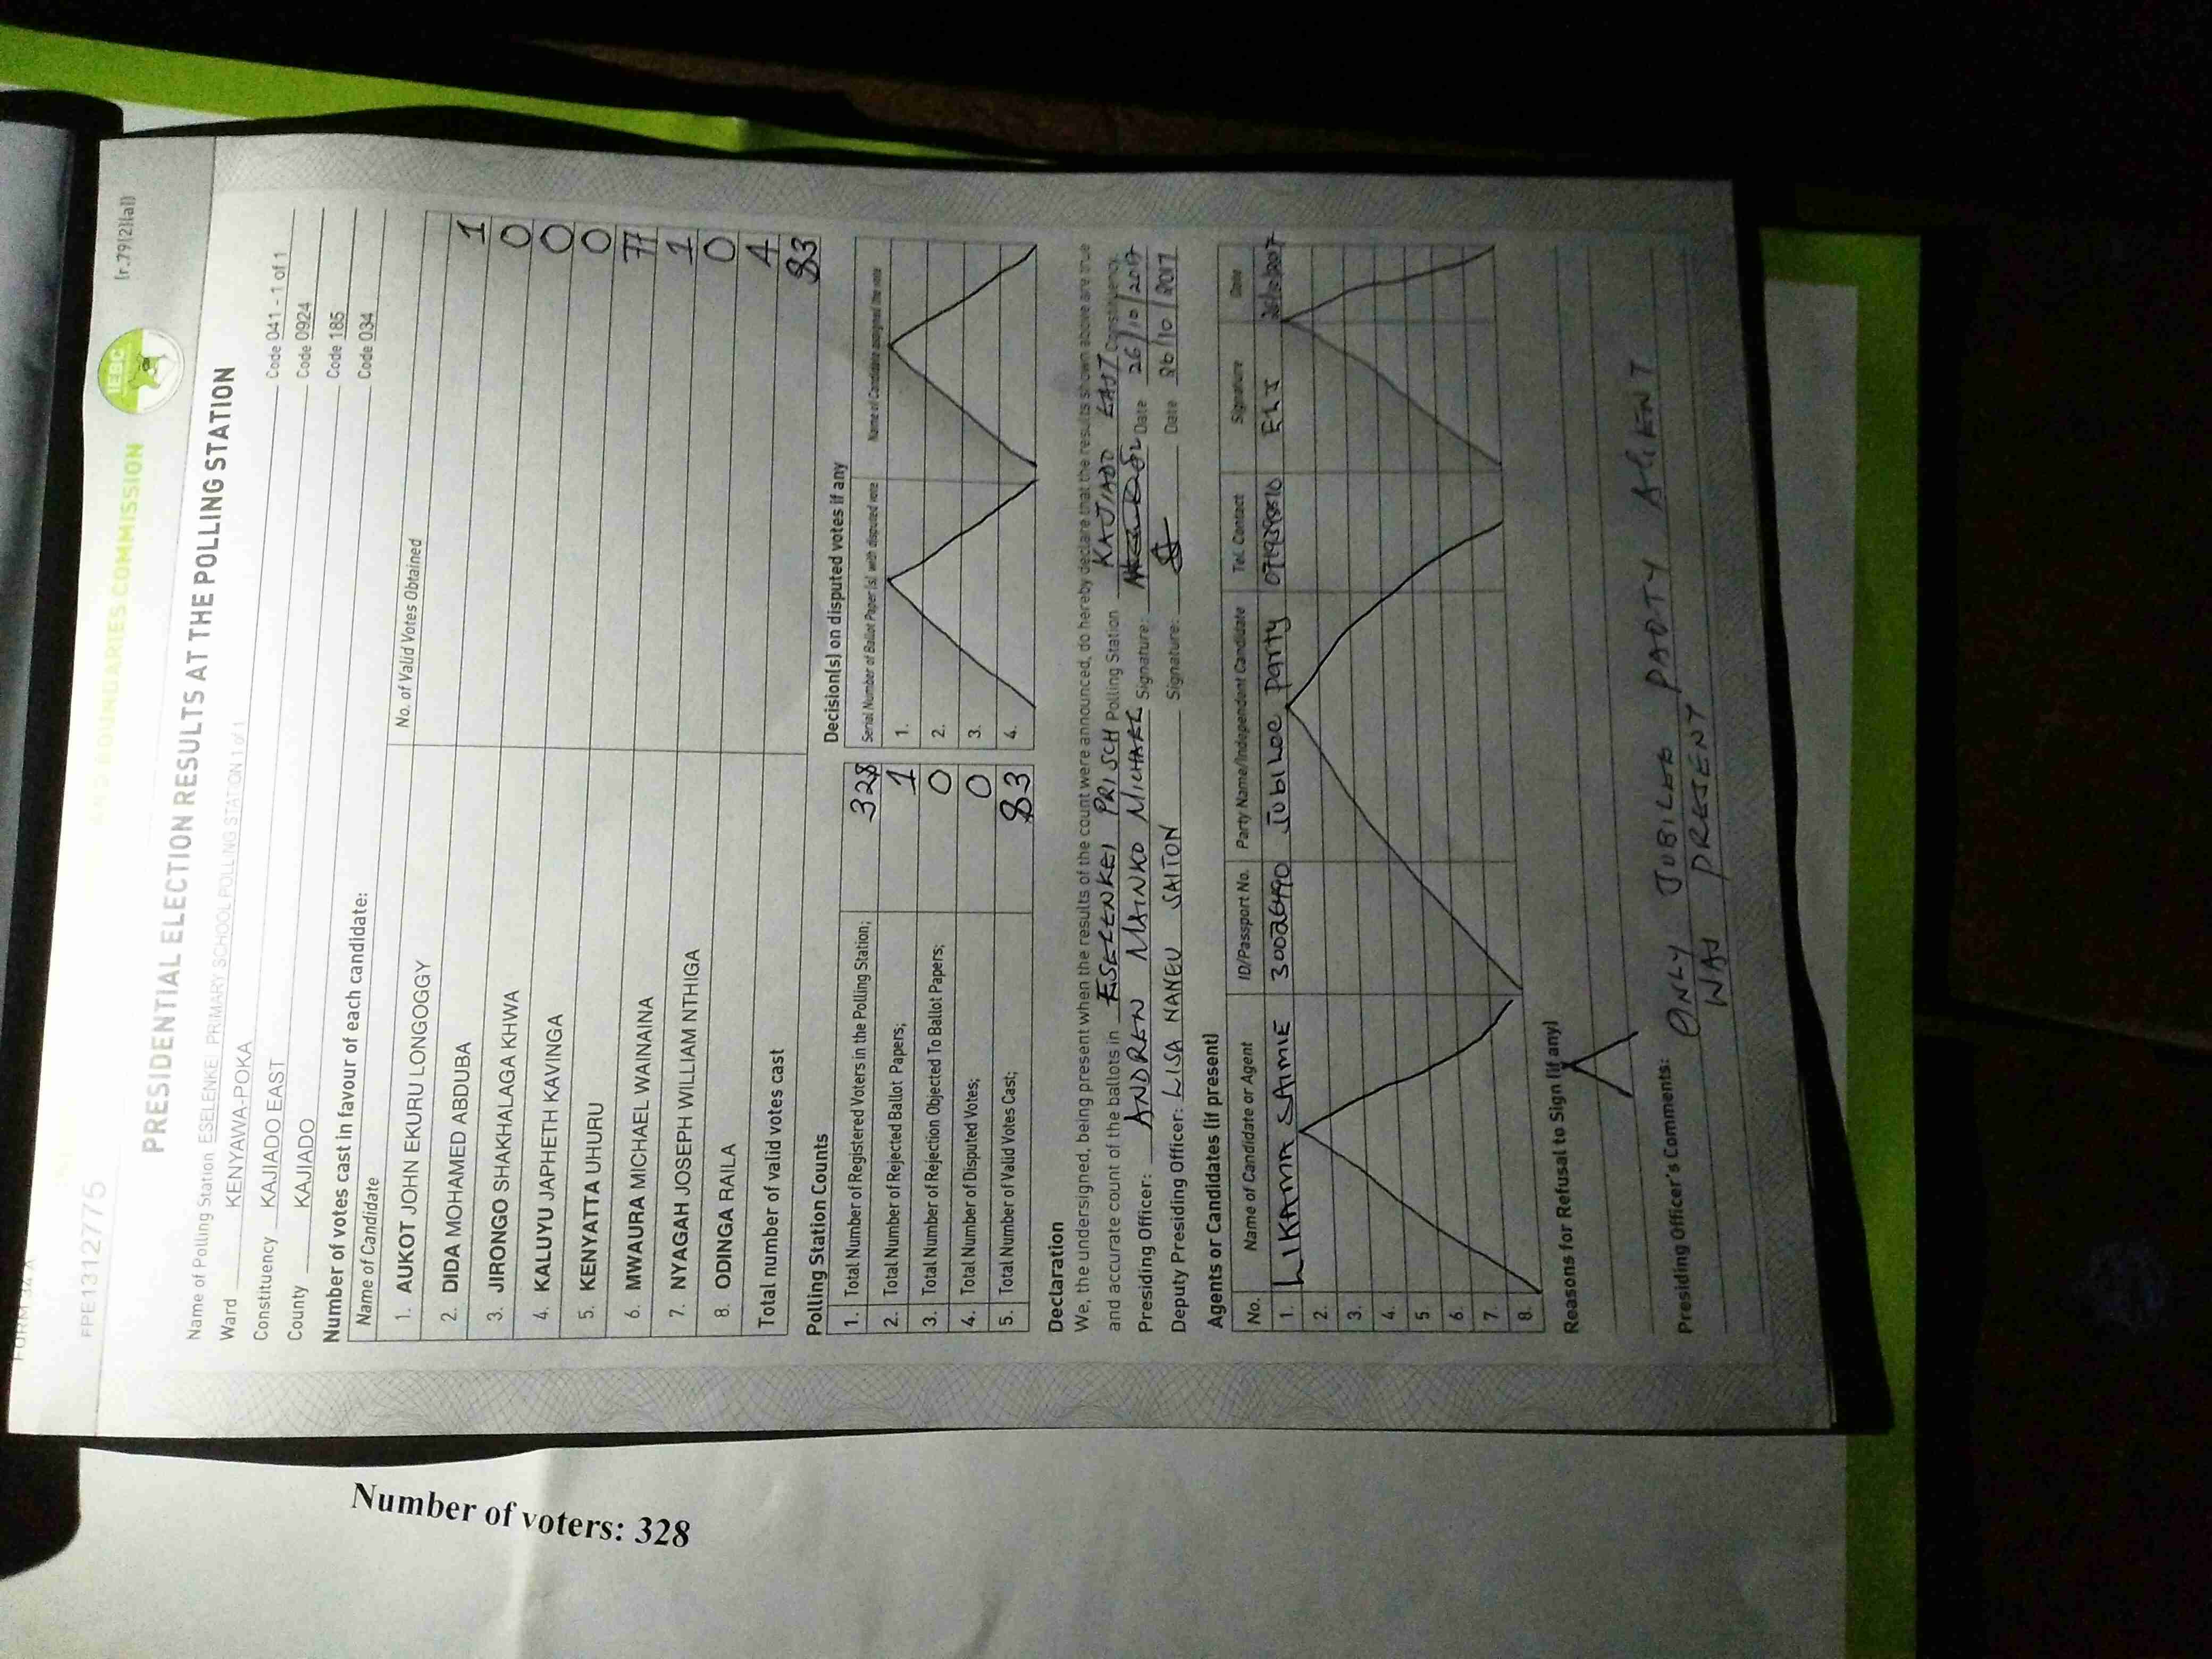 FORM 34 A
FPE1312775
AND BOUNDARIES COMMISSION
IEBC
(r.79(2)(a))
PRESIDENTIAL ELECTION RESULTS AT THE POLLING STATION
Name of Polling Station ESELENKEI PRIMARY SCHOOL POLLING STATION 1 of 1 Code 041 - 1 of 1
Ward KENYAWA-POKA Code 0924
Constituency KAJIADO EAST Code 185
County KAJIADO Code 034
Number of votes cast in favour of each candidate:
Name of Candidate No. of Valid Votes Obtained
1. AUKOT JOHN EKURU LONGOGGY 1
2. DIDA MOHAMED ABDUBA 0
3. JIRONGO SHAKHALAGA KHWA 0
4. KALUYU JAPHETH KAVINGA 0
5. KENYATTA UHURU 77
6. MWAURA MICHAEL WAINAINA 1
7. NYAGAH JOSEPH WILLIAM NTHIGA 0
8. ODINGA RAILA 4
Total number of valid votes cast 83
Polling Station Counts
1. Total Number of Registered Voters in the Polling Station; 328
2. Total Number of Rejected Ballot Papers; 1
3. Total Number of Rejection Objected To Ballot Papers; 0
4. Total Number of Disputed Votes; 0
5. Total Number of Valid Votes Cast; 83
Decision(s) on disputed votes if any
Serial Number of Ballot Paper (s) with disputed vote Name of Candidate assigned the vote
1.
2.
3.
4.
Declaration
We, the undersigned, being present when the results of the count were announced, do hereby declare that the results shown above are true
and accurate count of the ballots in ESELENKEI PRI SCH Polling Station KAJIADO EAST Constituency.
Presiding Officer: ANDREW MAINKO MICHAEL Signature: Date 26/10/2017
Deputy Presiding Officer: LISA NANEU SAITON Signature: Date 26/10/2017
Agents or Candidates (if present)
No. Name of Candidate or Agent ID/Passport No. Party Name/Independent Candidate Tel. Contact Signature Date
1. LIKAMA SAMIE 30026490 Jubilee Party
2.
3.
4.
5.
6.
7.
8.
Reasons for Refusal to Sign (if any)
Presiding Officer's Comments: ONLY JUBILEE PARTY AGENT
WAS PRESENT
Number of voters: 328